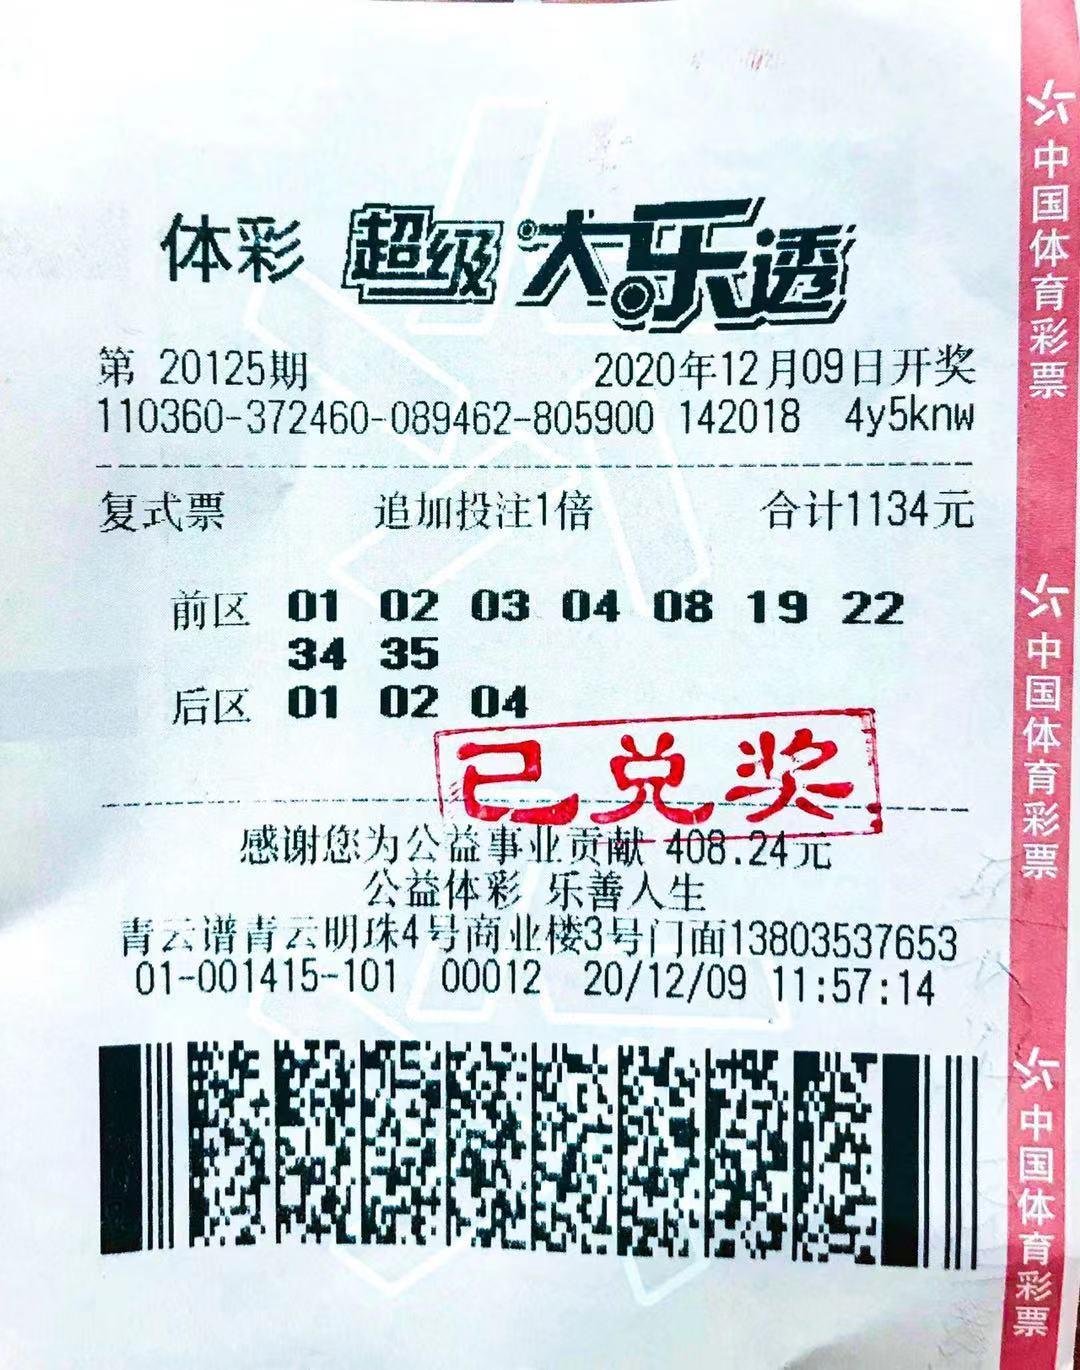 体彩 超级大乐透
第 20125期 2020年12月09日开奖
110360-372460-089462-805900 142018 4y5knw
复式票 追加投注1倍 合计1134元
前区 01 02 03 04 08 19 22
34 35
后区 01 02 04
已兑奖
感谢您为公益事业贡献 408.24元
公益体彩 乐善人生
青云谱青云明珠4号商业楼3号门面13803537653
01-001415-101 00012 20/12/09 11:57:14
中国体育彩票
中国体育彩票
中国体育彩票